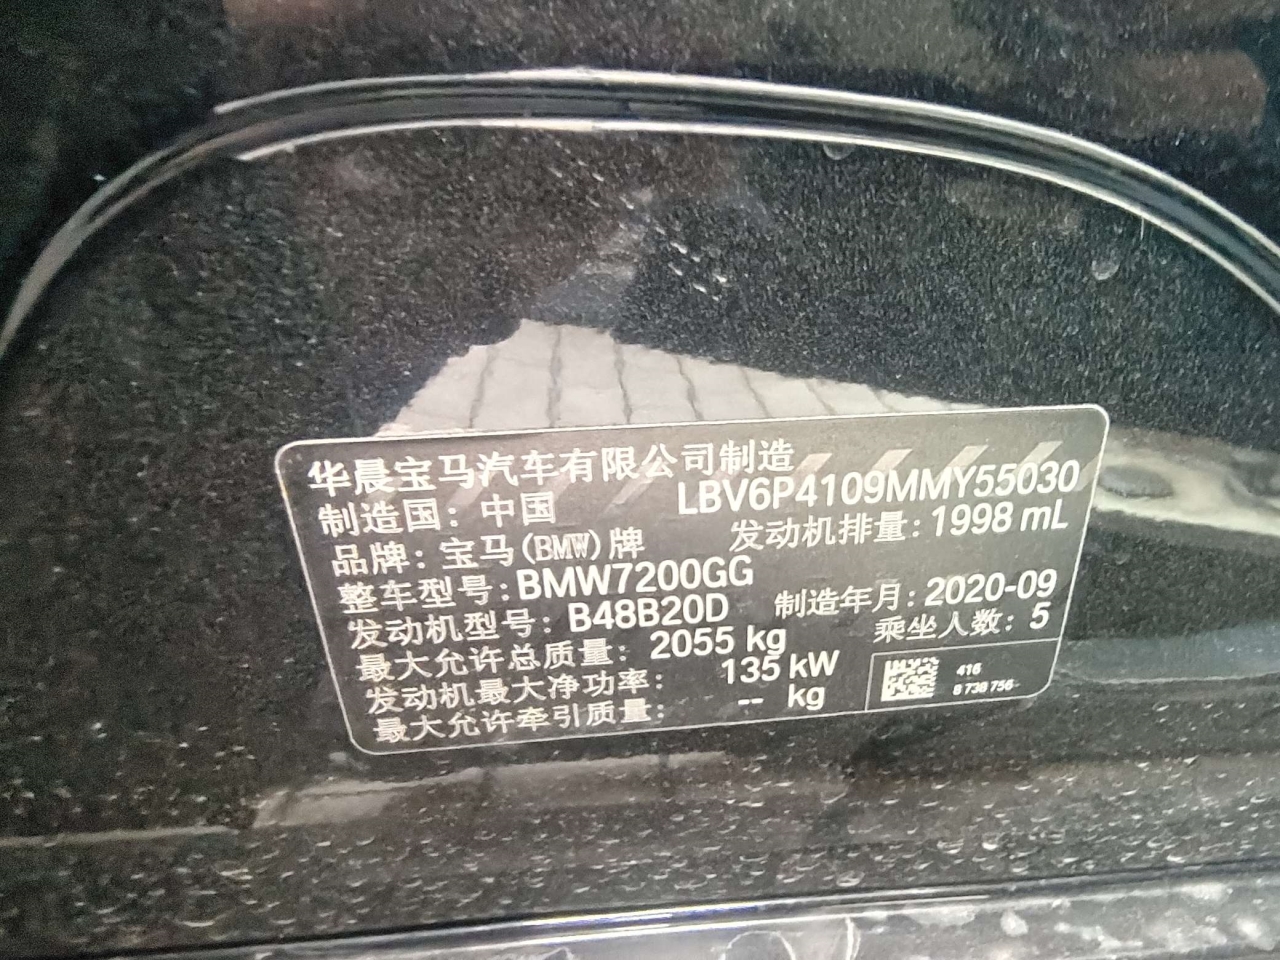 华晨宝马汽车有限公司制造
制造国：中国 LBV6P4109MMY55030
品牌：宝马(BMW)牌 发动机排量：1998 mL
整车型号：BMW7200GG
发动机型号：B48B20D 制造年月：2020-09
最大允许总质量：2055 kg 乘坐人数：5
发动机最大净功率：135 kW
最大允许牵引质量：-- kg
416
8 738 756-